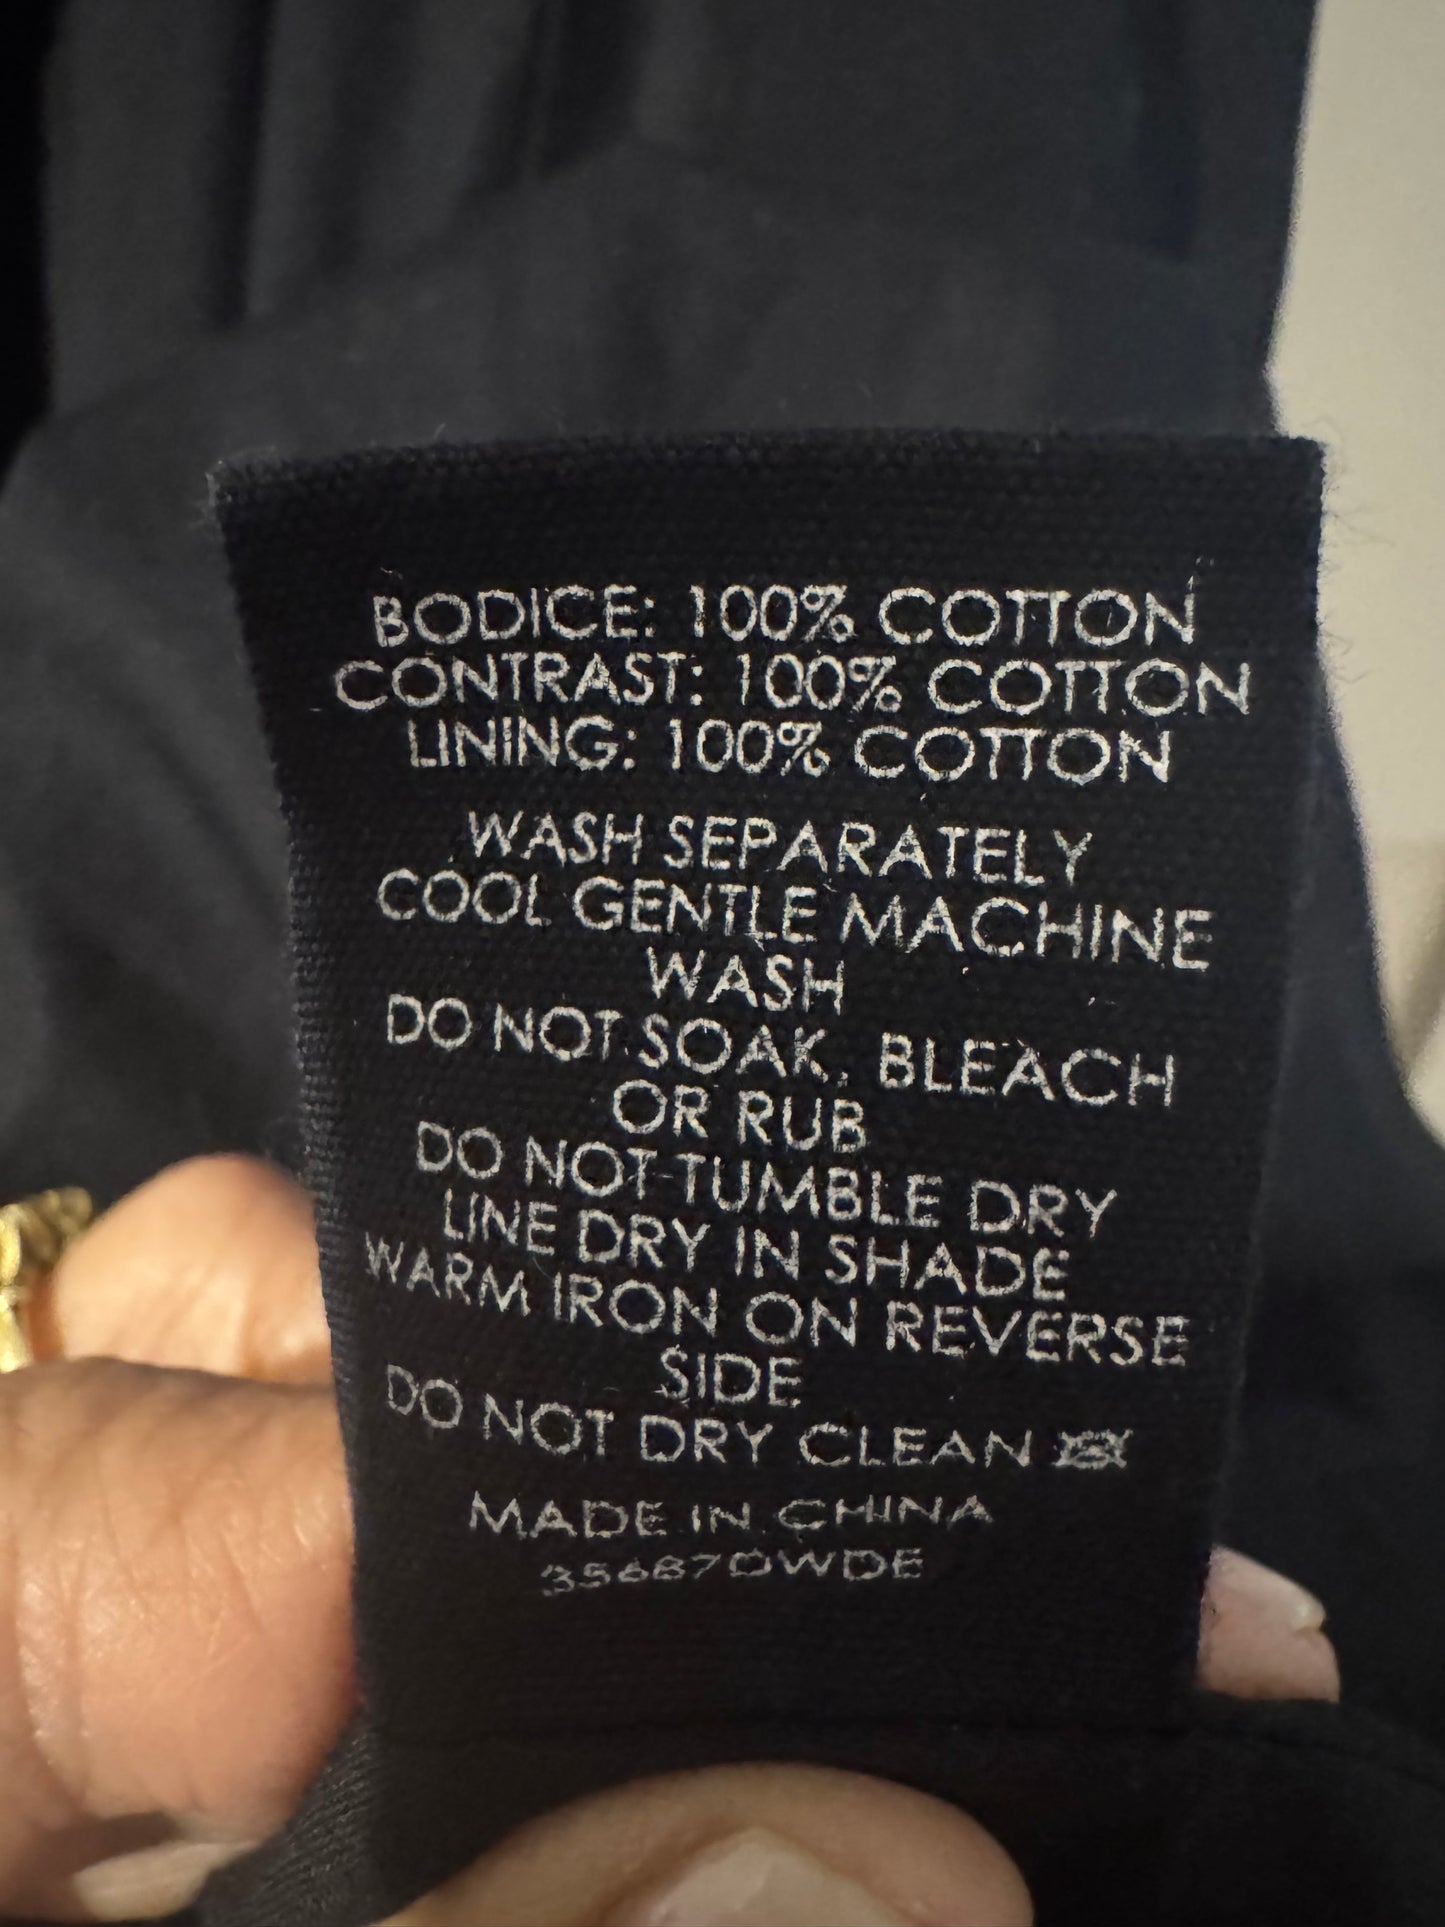 BODICE: 100% COTTON
CONTRAST: 100% COTTON
LINING: 100% COTTON
WASH SEPARATELY
COOL GENTLE MACHINE
WASH
DO NOT SOAK, BLEACH
OR RUB
DO NOT TUMBLE DRY
LINE DRY IN SHADE
WARM IRON ON REVERSE
SIDE
DO NOT DRY CLEAN
MADE IN CHINA
35687DWDE